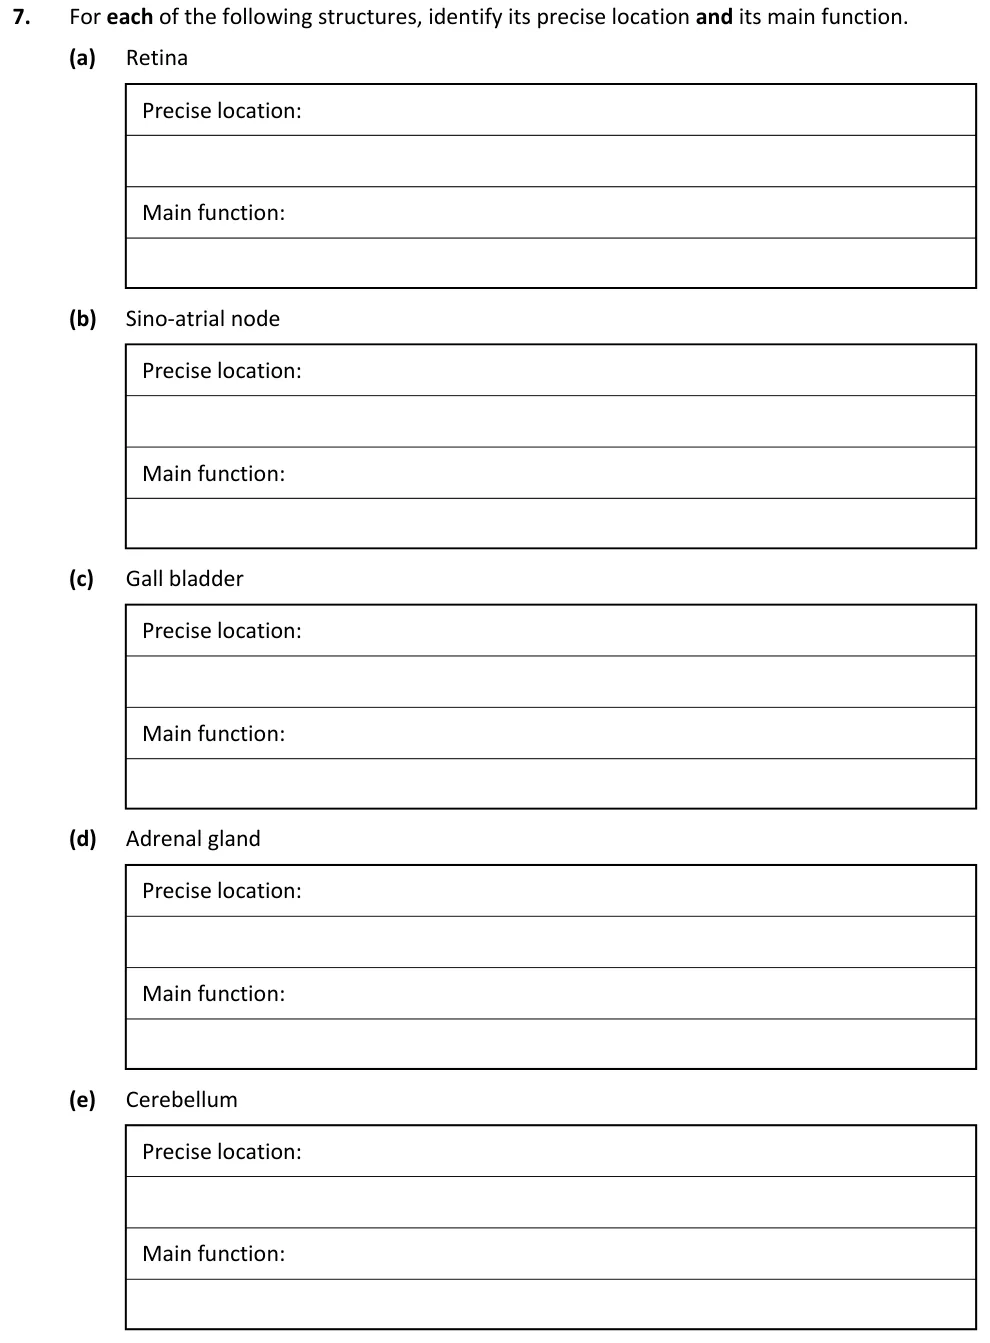 7. For each of the following structures, identify its precise location and its main function.
(a) Retina
Precise location:
Main function:
(b) Sino-atrial node
Precise location:
Main function:
(c) Gall bladder
Precise location:
Main function:
(d) Adrenal gland
Precise location:
Main function:
(e) Cerebellum
Precise location:
Main function: